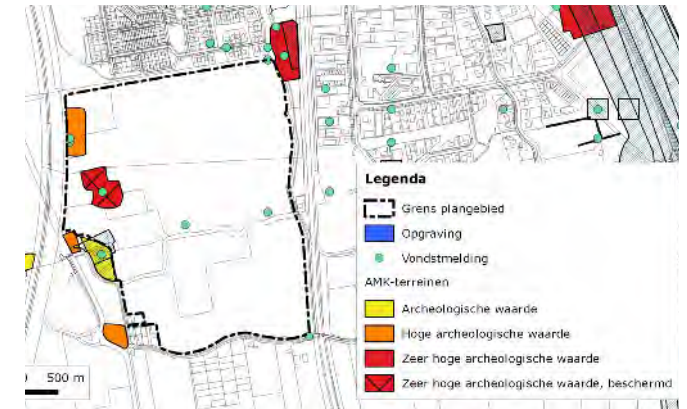 Legenda
Grens plangebied
Opgraving
Vondstmelding
AMK-terreinen
Archeologische waarde
Hoge archeologische waarde
Zeer hoge archeologische waarde
Zeer hoge archeologische waarde, beschermd
500 m